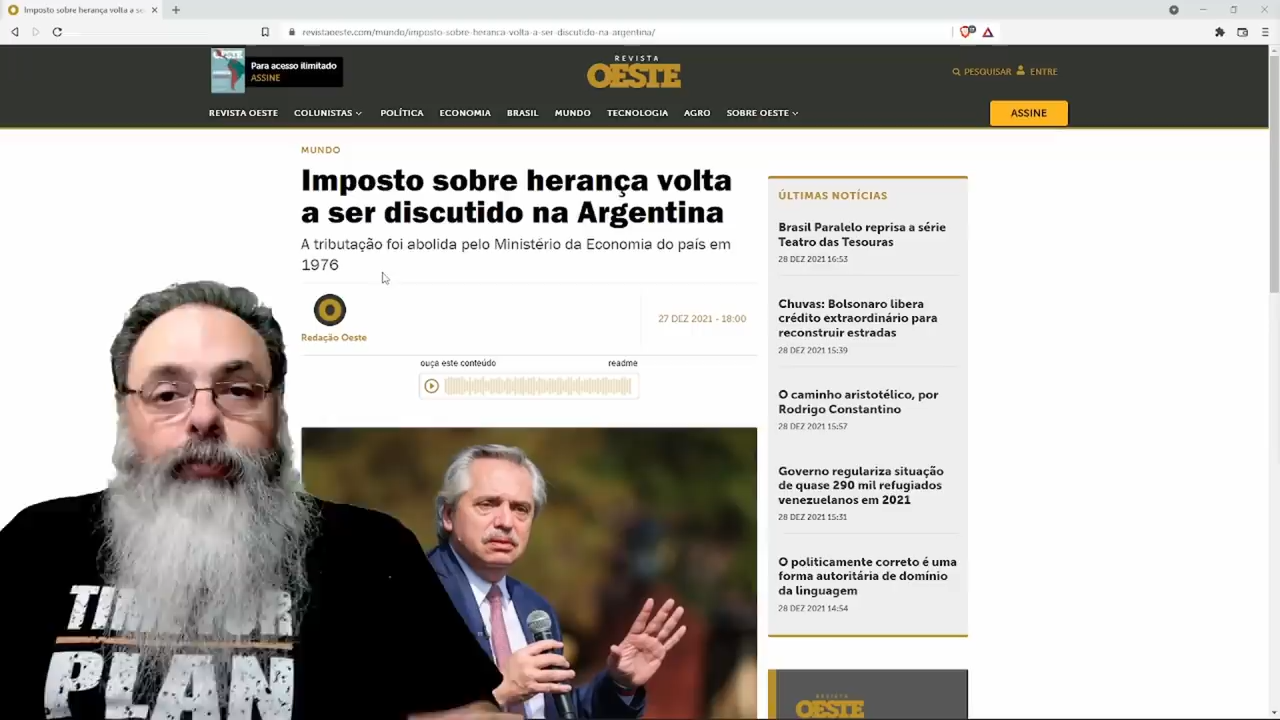 Imposto sobre herança volta a se
revistaoeste.com/mundo/imposto-sobre-heranca-volta-a-ser-discutido-na-argentina/
Para acesso ilimitado
ASSINE
REVISTA
OESTE
PESQUISAR
ENTRE
REVISTA OESTE
COLUNISTAS
POLÍTICA
ECONOMIA
BRASIL
MUNDO
TECNOLOGIA
AGRO
SOBRE OESTE
ASSINE
MUNDO
Imposto sobre herança volta
a ser discutido na Argentina
A tributação foi abolida pelo Ministério da Economia do país em
1976
Redação Oeste
27 DEZ 2021 - 18:00
ouça este conteúdo
readme
ÚLTIMAS NOTÍCIAS
Brasil Paralelo reprisa a série
Teatro das Tesouras
28 DEZ 2021 16:53
Chuvas: Bolsonaro libera
crédito extraordinário para
reconstruir estradas
28 DEZ 2021 15:39
O caminho aristotélico, por
Rodrigo Constantino
28 DEZ 2021 15:57
Governo regulariza situação
de quase 290 mil refugiados
venezuelanos em 2021
28 DEZ 2021 15:31
O politicamente correto é uma
forma autoritária de domínio
da linguagem
28 DEZ 2021 14:54
REVISTA
OESTE
PLAN